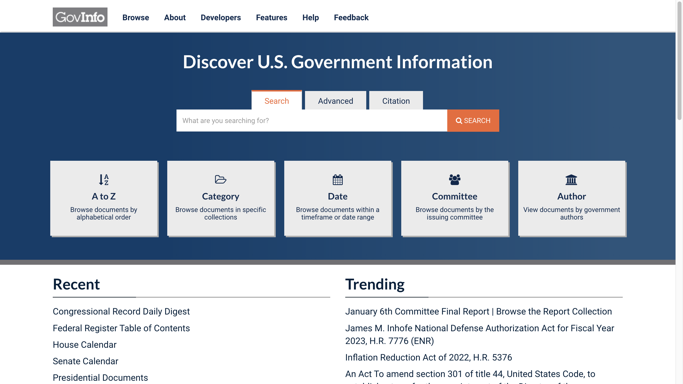 GovInfo
Browse
About
Developers
Features
Help
Feedback
Discover U.S. Government Information
Search
Advanced
Citation
What are you searching for?
SEARCH
A to Z
Browse documents by
alphabetical order
Category
Browse documents in specific
collections
Date
Browse documents within a
timeframe or date range
Committee
Browse documents by the
issuing committee
Author
View documents by government
authors
Recent
Congressional Record Daily Digest
Federal Register Table of Contents
House Calendar
Senate Calendar
Presidential Documents
Trending
January 6th Committee Final Report | Browse the Report Collection
James M. Inhofe National Defense Authorization Act for Fiscal Year
2023, H.R. 7776 (ENR)
Inflation Reduction Act of 2022, H.R. 5376
An Act To amend section 301 of title 44, United States Code, to